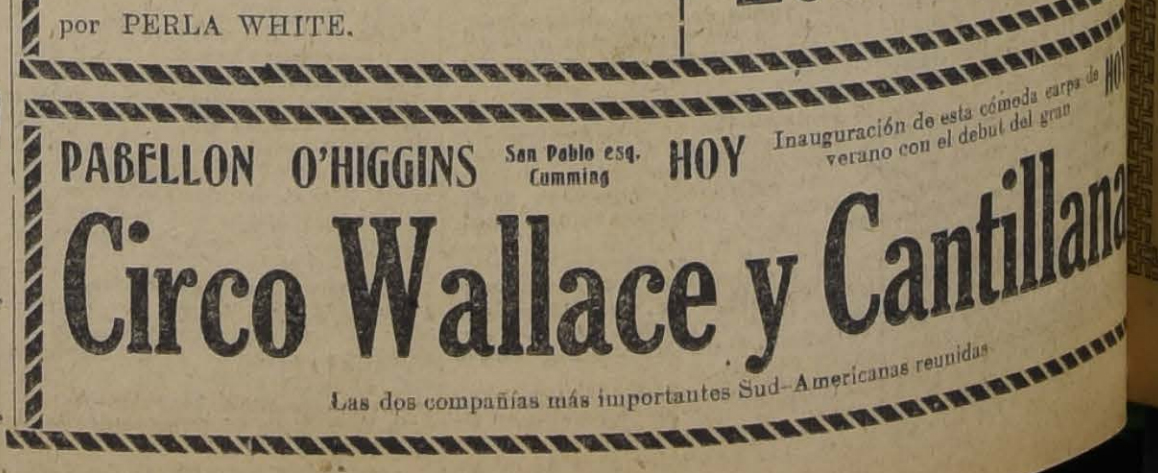 por PERLA WHITE.
PABELLON O'HIGGINS San Pablo esq. Cumming HOY Inauguración de esta cómoda carpa de verano con el debut del gran HOY
Circo Wallace y Cantillana
Las dos compañías más importantes Sud-Americanas reunidas